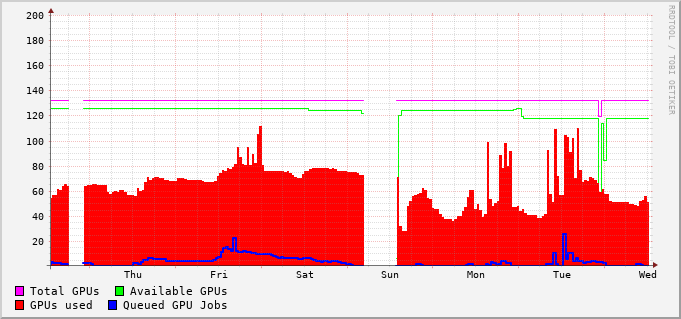 200
180
160
140
120
100
80
60
40
20
Thu Fri Sat Sun Mon Tue Wed
Total GPUs Available GPUs
GPUs used Queued GPU Jobs
RRDTOOL / TOBI OETIKER